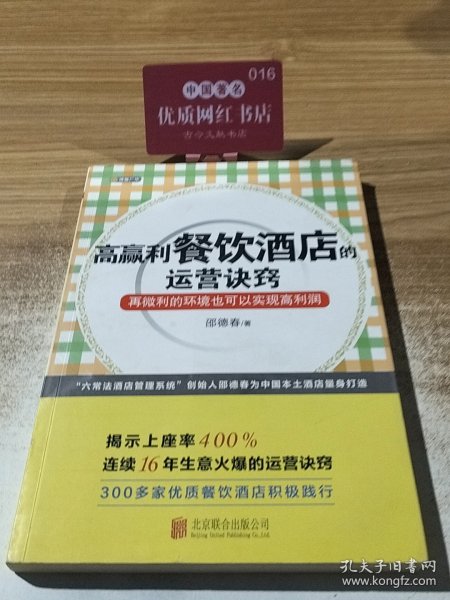 016
中国著名
优质网红书店
古今文献书店
高赢利餐饮酒店的
运营诀窍
再微利的环境也可以实现高利润
邵德春/著
“六常法酒店管理系统”创始人邵德春为中国本土酒店量身打造
揭示上座率400%
连续16年生意火爆的运营诀窍
300多家优质餐饮酒店积极践行
北京联合出版公司
Beijing United Publishing Co.,Ltd.
孔夫子旧书网
www.kongfz.com